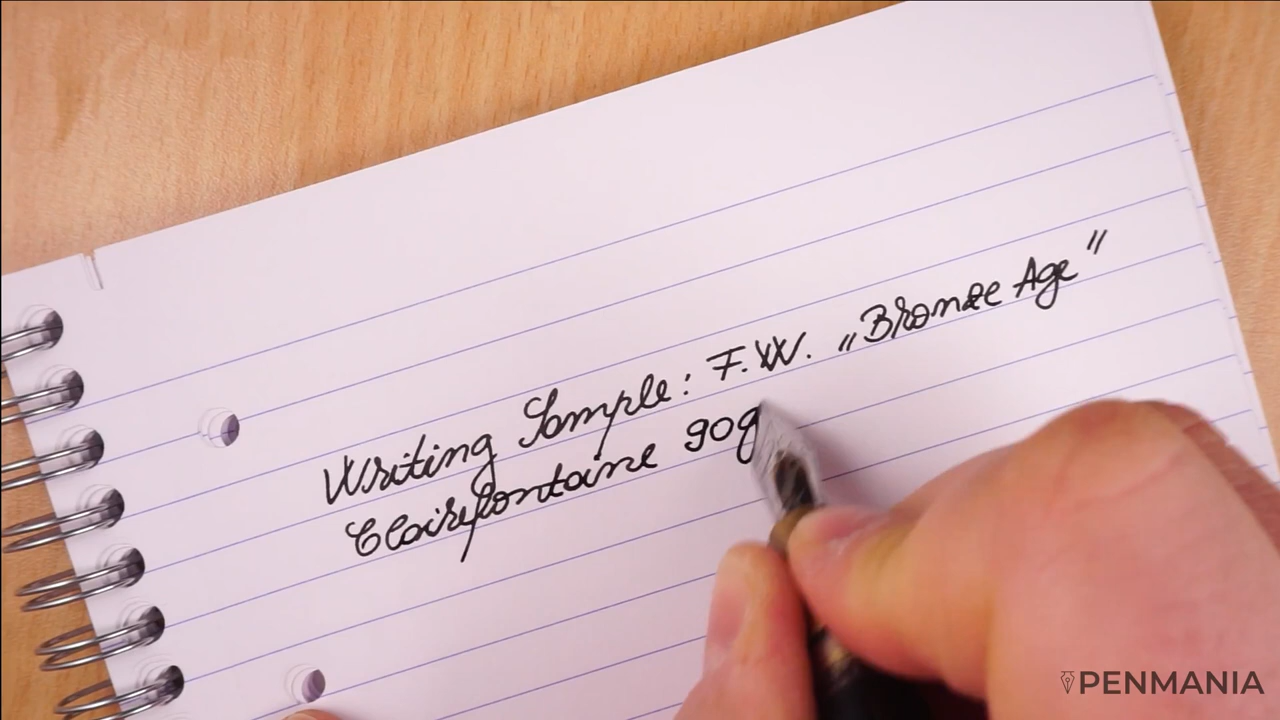 Writing Sample: F.W. „Bronze Age”
Clairefontaine 90g
PENMANIA